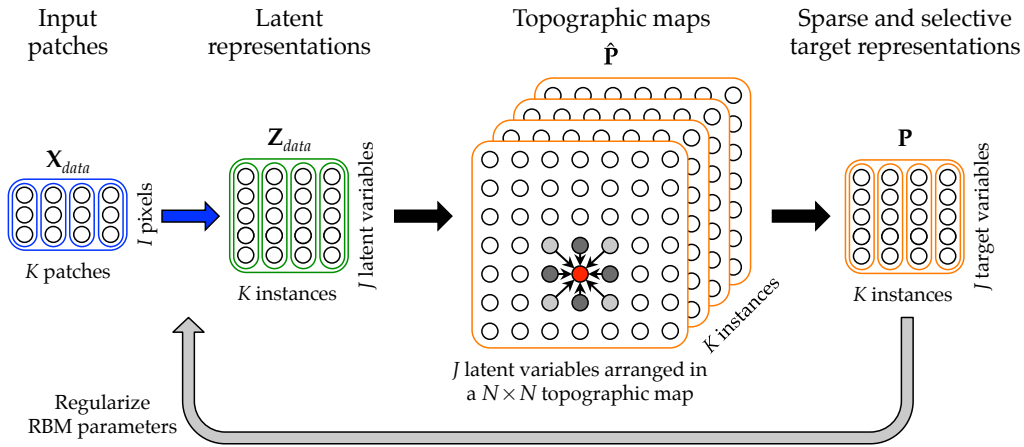 Input
patches
Latent
representations
Topographic maps
Sparse and selective
target representations
X_data
I pixels
K patches
Z_data
J latent variables
K instances
P̂
K instances
J latent variables arranged in
a N×N topographic map
P
J target variables
K instances
Regularize
RBM parameters